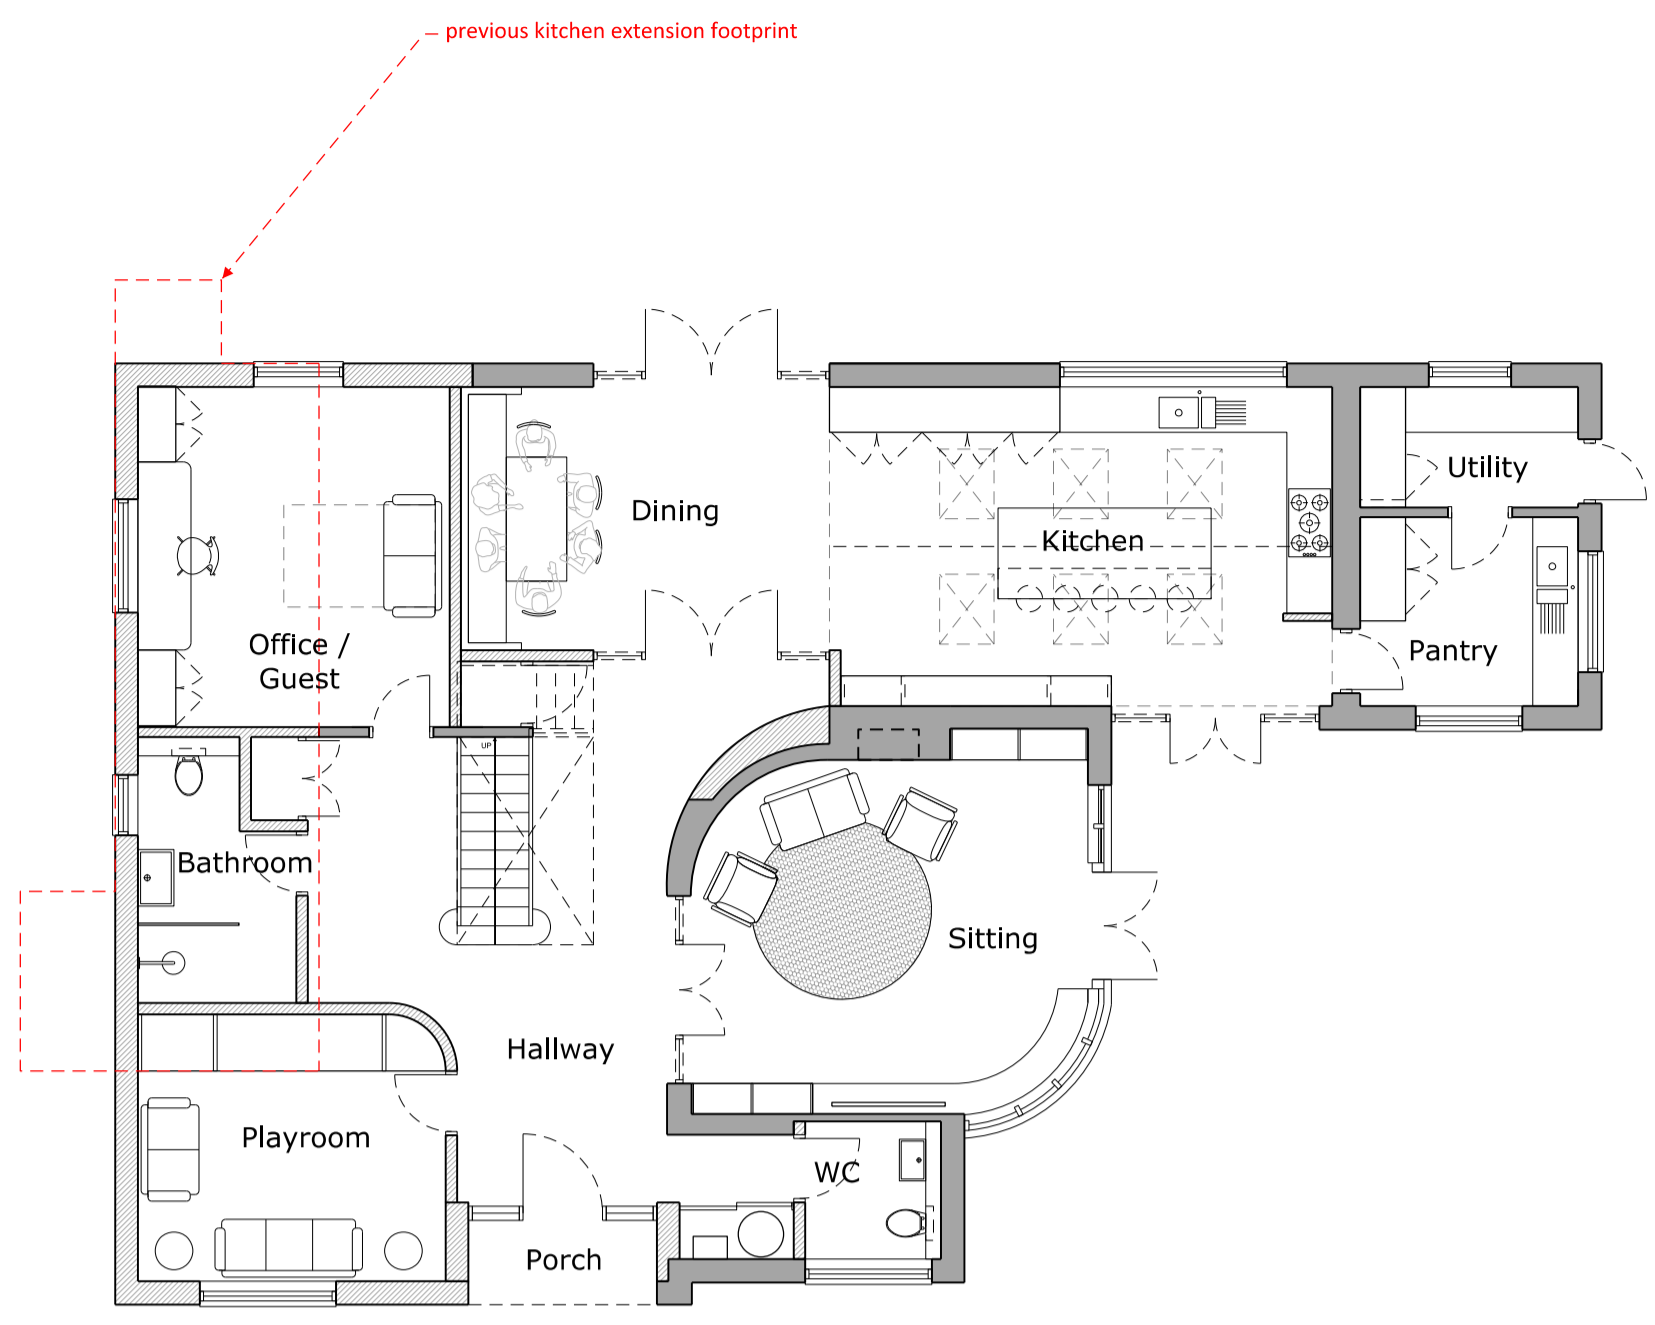 previous kitchen extension footprint
Utility
Dining
Kitchen
Office /
Guest
Pantry
UP
Bathroom
Sitting
Hallway
Playroom
WC
Porch